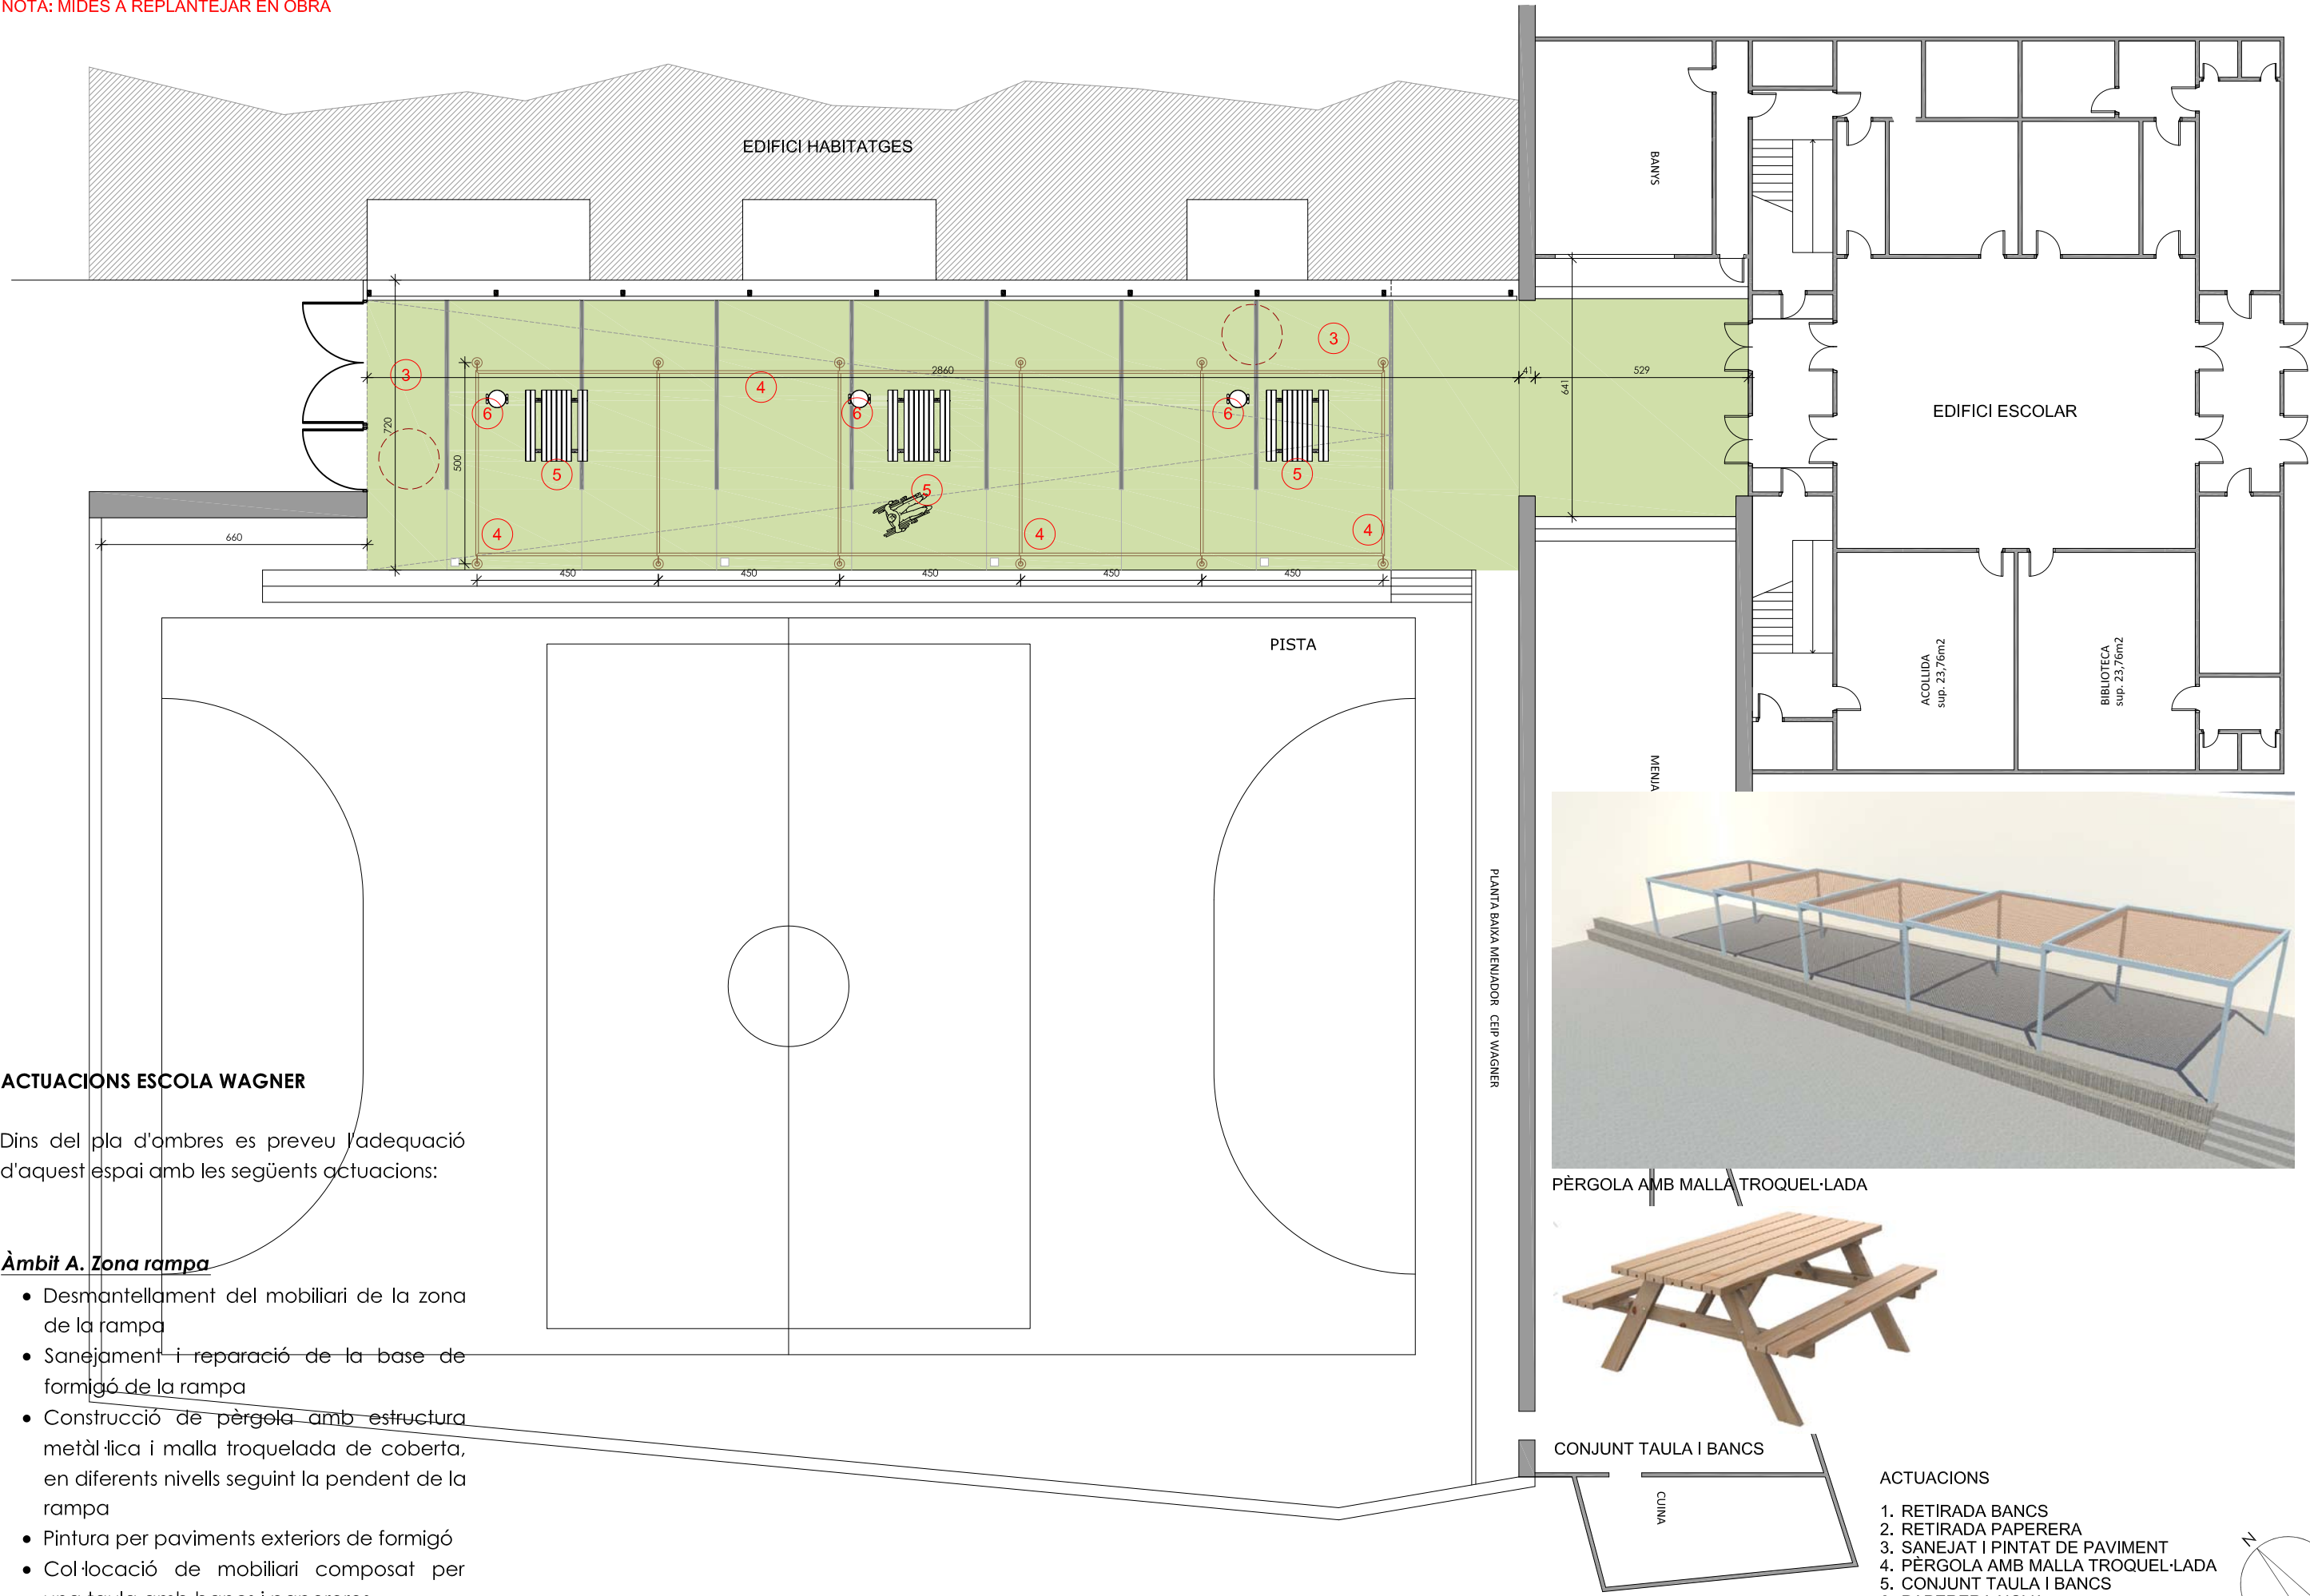 NOTA: MIDES A REPLANTEJAR EN OBRA
EDIFICI HABITATGES
BANYS
3
3
2860
4
41
529
641
6
6
6
EDIFICI ESCOLAR
720
500
5
5
5
4
4
4
660
450
450
450
450
450
PISTA
ACOLLIDA
sup. 23,76m2
BIBLIOTECA
sup. 23,76m2
MENJA
PLANTA BAIXA MENJADOR CEIP WAGNER
ACTUACIONS ESCOLA WAGNER
Dins del pla d'ombres es preveu l'adequació
d'aquest espai amb les següents actuacions:
Àmbit A. Zona rampa
• Desmantellament del mobiliari de la zona
de la rampa
• Sanejament i reparació de la base de
formigó de la rampa
• Construcció de pèrgola amb estructura
metàl·lica i malla troquelada de coberta,
en diferents nivells seguint la pendent de la
rampa
• Pintura per paviments exteriors de formigó
• Col·locació de mobiliari composat per
PÈRGOLA AMB MALLA TROQUEL·LADA
CONJUNT TAULA I BANCS
CUINA
ACTUACIONS
1. RETIRADA BANCS
2. RETIRADA PAPERERA
3. SANEJAT I PINTAT DE PAVIMENT
4. PÈRGOLA AMB MALLA TROQUEL·LADA
5. CONJUNT TAULA I BANCS
N